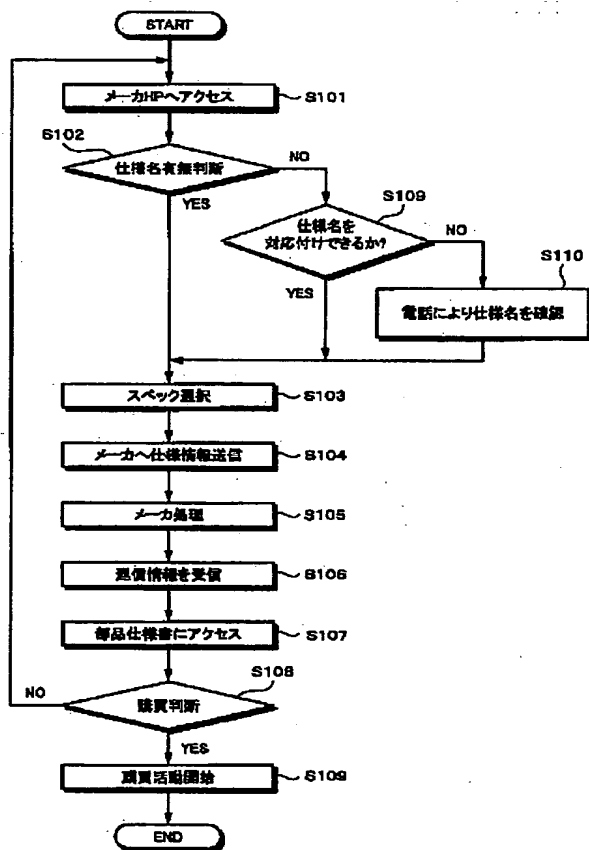 START
メーカHPへアクセス
S101
S102
仕様名有無判断
NO
YES
S109
仕様名を
対応付けできるか?
NO
YES
S110
電話により仕様名を確認
スペック選択
S103
メーカへ仕様情報送信
S104
メーカ処理
S105
返信情報を受信
S106
部品仕様書にアクセス
S107
S108
購買判断
NO
YES
購買活動開始
S109
END